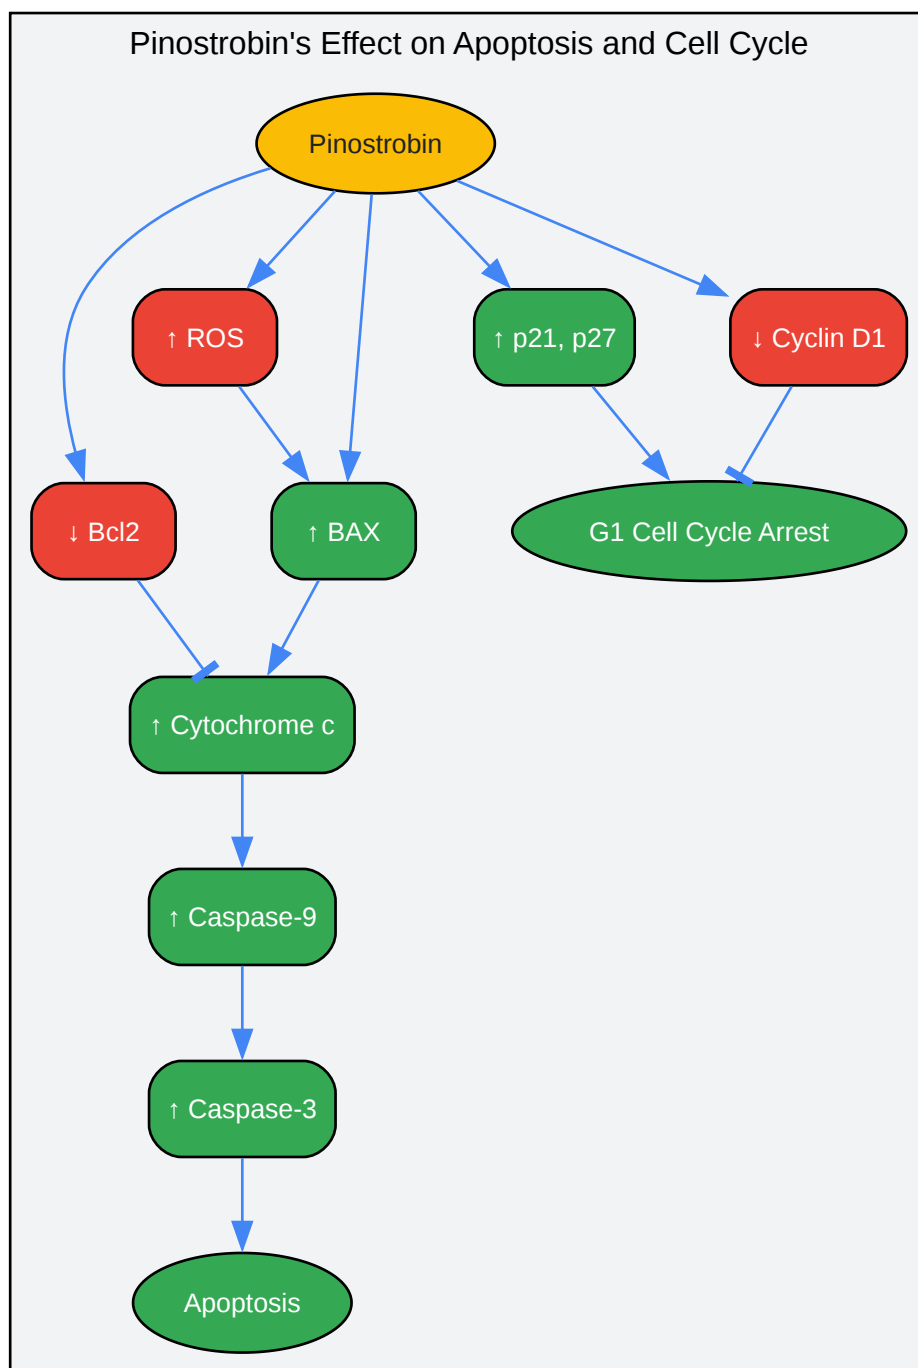 Pinostrobin's Effect on Apoptosis and Cell Cycle
Pinostrobin
↑ ROS
↑ p21, p27
↓ Cyclin D1
↓ Bcl2
↑ BAX
G1 Cell Cycle Arrest
↑ Cytochrome c
↑ Caspase-9
↑ Caspase-3
Apoptosis